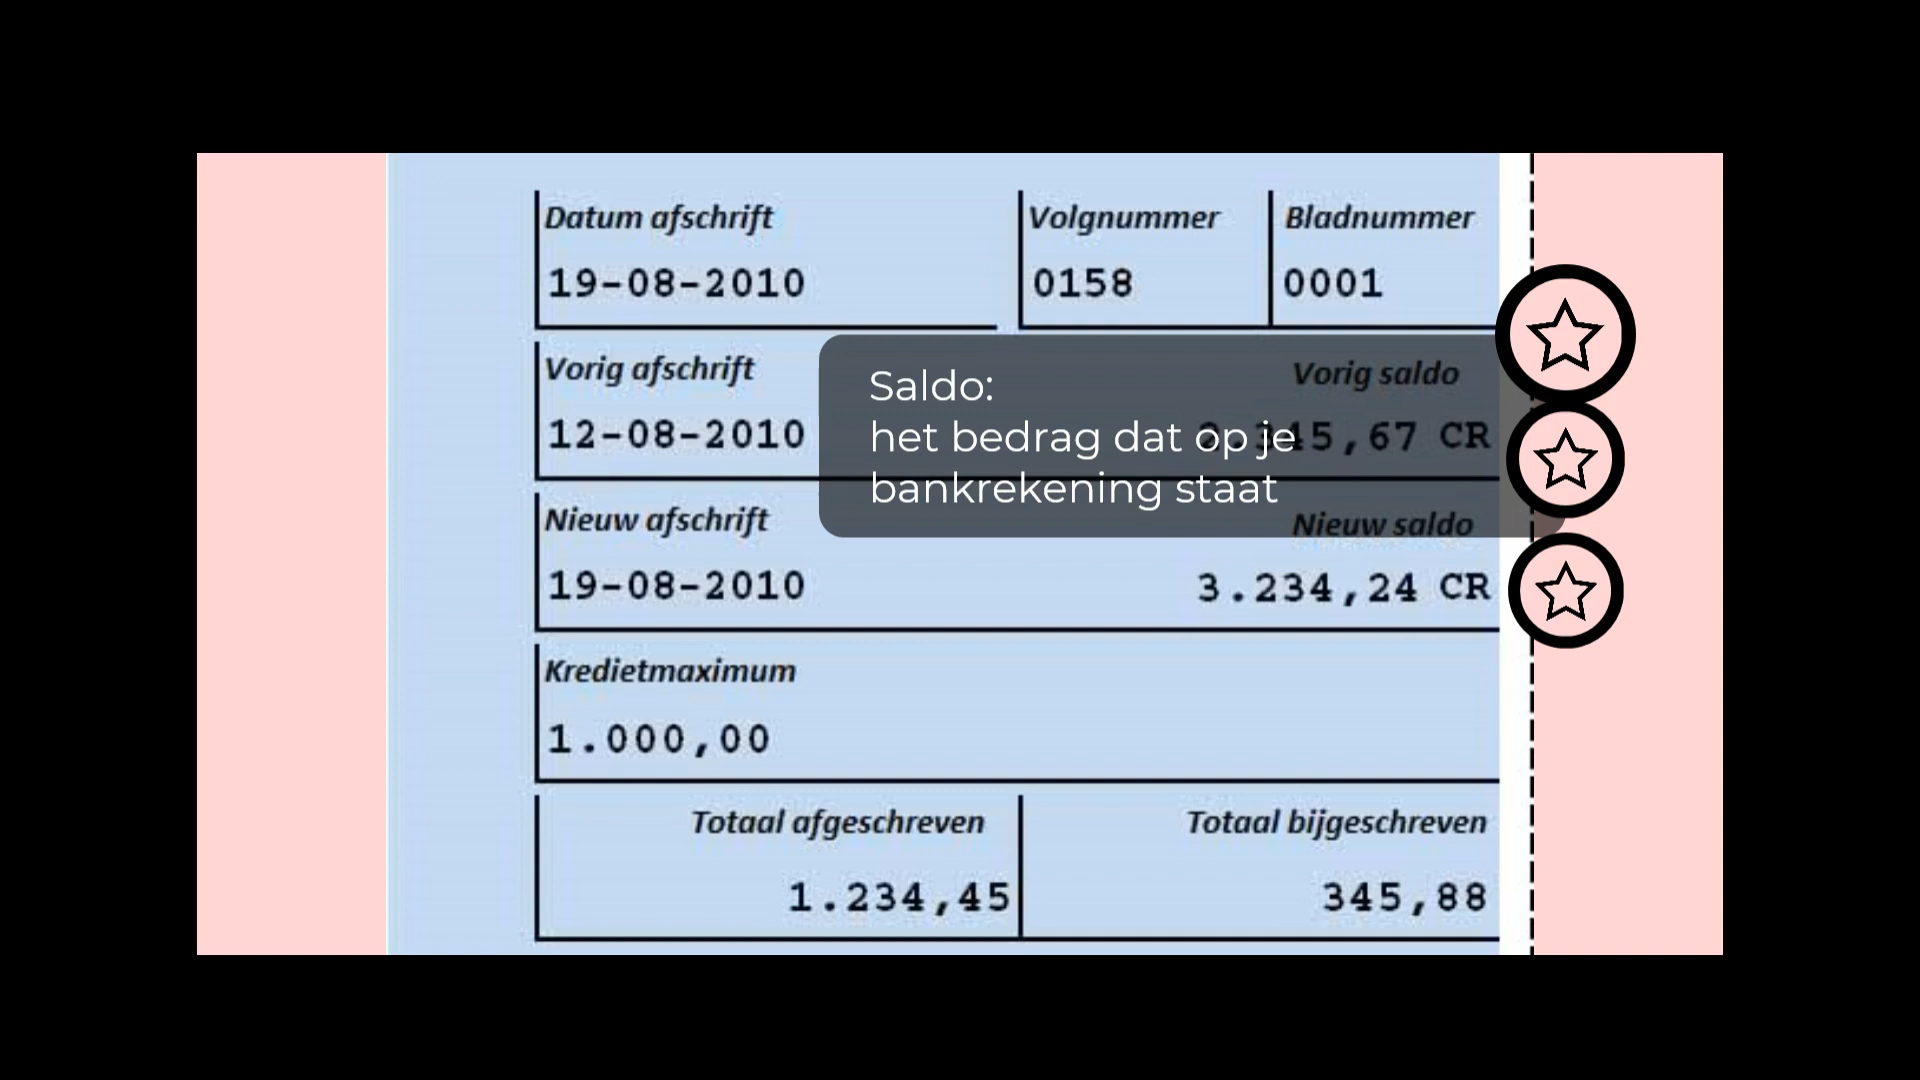 Datum afschrift
Volgnummer
Bladnummer
19-08-2010
0158
0001
Vorig afschrift
Vorig saldo
12-08-2010
2.345,67 CR
Saldo:
het bedrag dat op je
bankrekening staat
Nieuw afschrift
Nieuw saldo
19-08-2010
3.234,24 CR
Kredietmaximum
1.000,00
Totaal afgeschreven
Totaal bijgeschreven
1.234,45
345,88